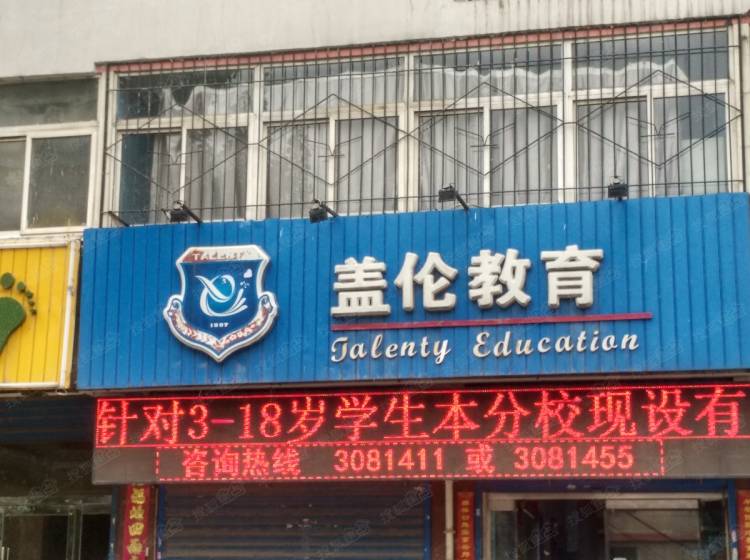 TALENTY
1997
盖伦教育
Talenty Education
针对3-18岁学生本分校现设有
咨询热线 3081411 或 3081455